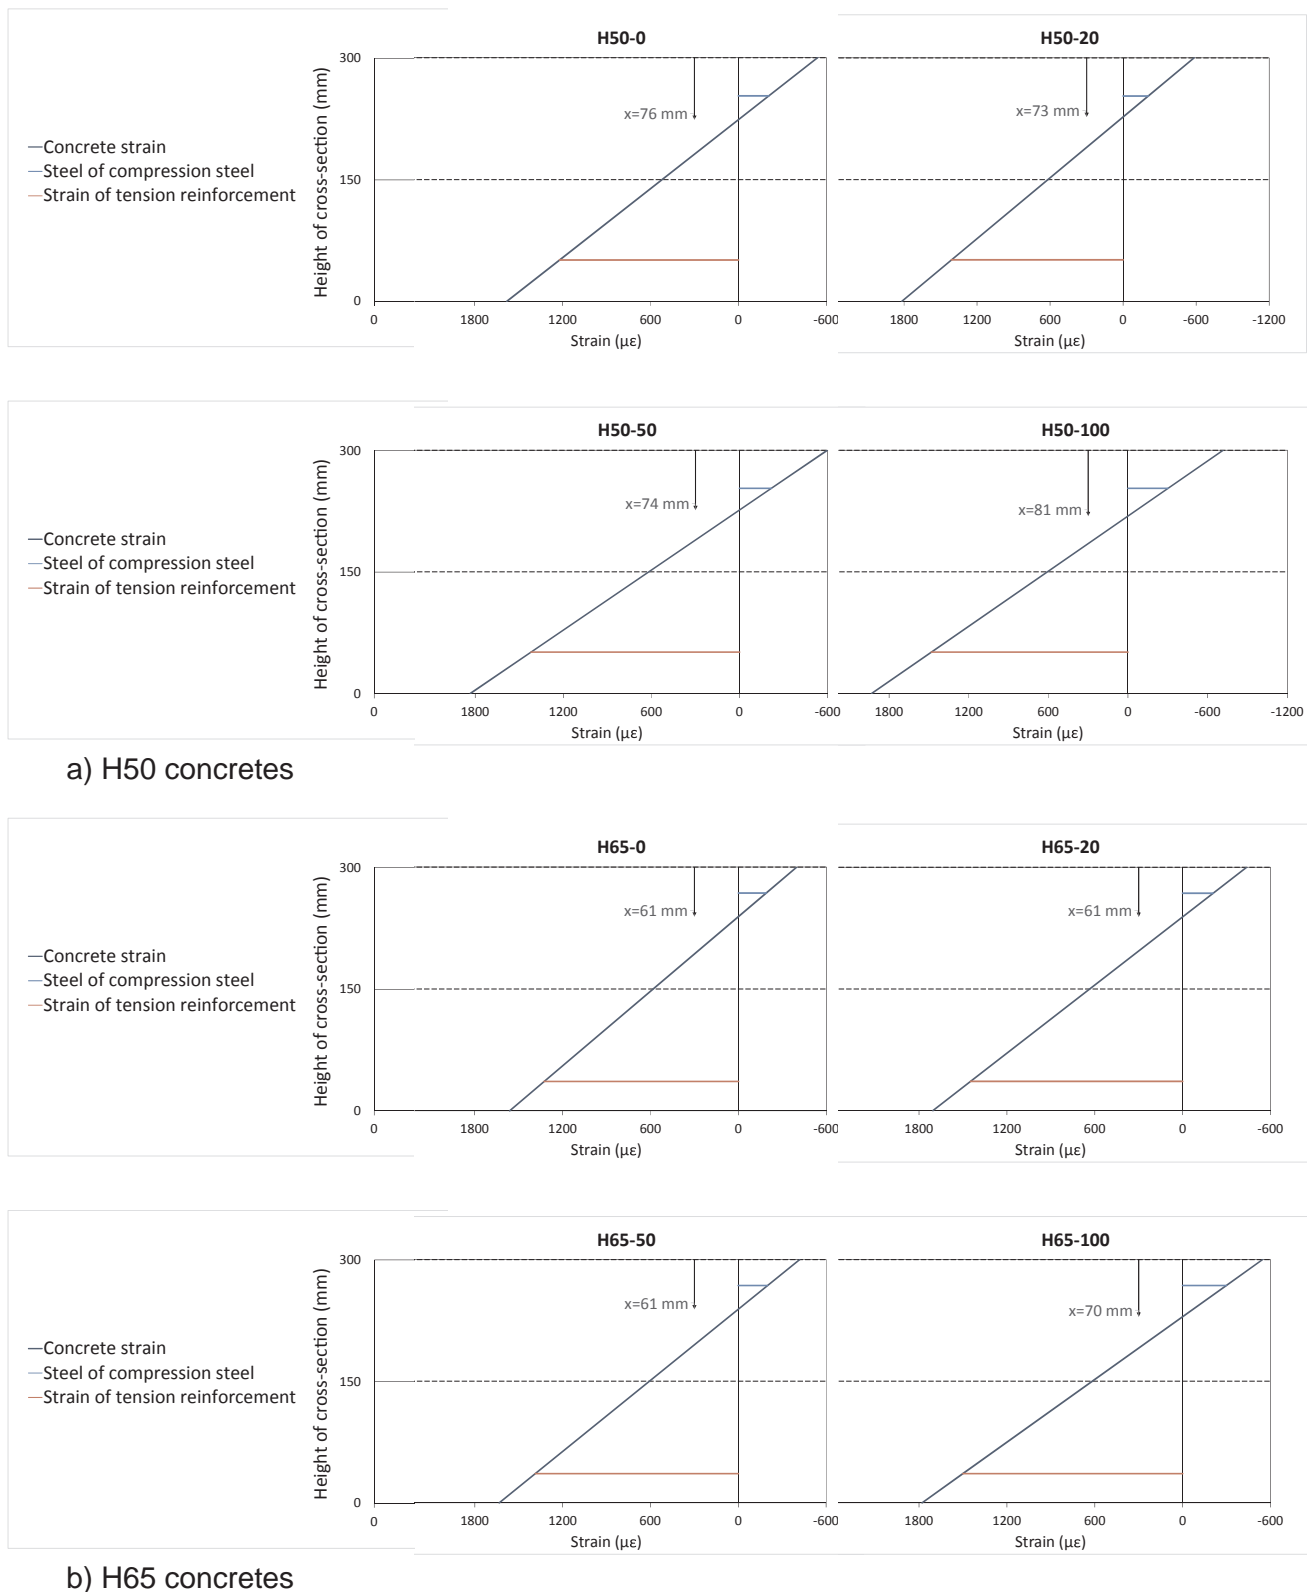 H50-0
H50-20
300
150
0
Height of cross-section (mm)
x=76 mm
x=73 mm
Concrete strain
Steel of compression steel
Strain of tension reinforcement
0 1800 1200 600 0 -600
1800 1200 600 0 -600 -1200
Strain (µε)
Strain (µε)
H50-50
H50-100
300
150
0
Height of cross-section (mm)
x=74 mm
x=81 mm
Concrete strain
Steel of compression steel
Strain of tension reinforcement
0 1800 1200 600 0 -600
1800 1200 600 0 -600 -1200
Strain (µε)
Strain (µε)
a) H50 concretes
H65-0
H65-20
300
150
0
Height of cross-section (mm)
x=61 mm
x=61 mm
Concrete strain
Steel of compression steel
Strain of tension reinforcement
0 1800 1200 600 0 -600
1800 1200 600 0 -600
Strain (µε)
Strain (µε)
H65-50
H65-100
300
150
0
Height of cross-section (mm)
x=61 mm
x=70 mm
Concrete strain
Steel of compression steel
Strain of tension reinforcement
0 1800 1200 600 0 -600
1800 1200 600 0 -600
Strain (µε)
Strain (µε)
b) H65 concretes